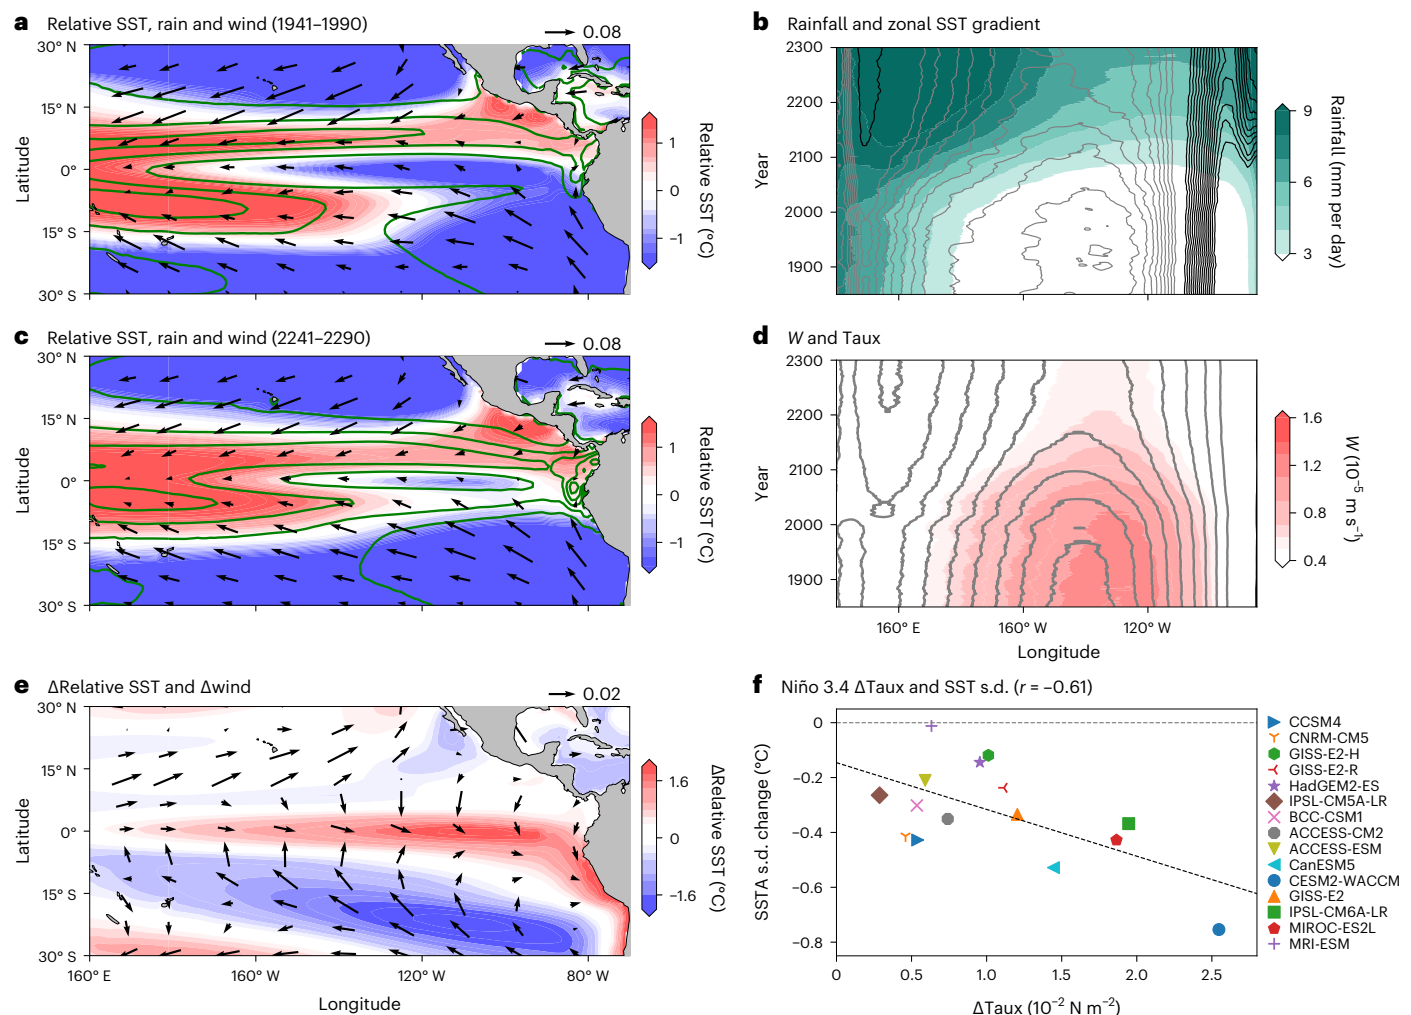 a Relative SST, rain and wind (1941–1990)
0.08
30° N
15° N
0°
15° S
30° S
Latitude
1
0
−1
Relative SST (°C)
b Rainfall and zonal SST gradient
2300
2200
2100
2000
1900
Year
9
6
3
Rainfall (mm per day)
c Relative SST, rain and wind (2241–2290)
0.08
30° N
15° N
0°
15° S
30° S
Latitude
160° E
160° W
120° W
80° W
1
0
−1
Relative SST (°C)
d W and Taux
2300
2200
2100
2000
1900
Year
160° E
160° W
120° W
Longitude
1.6
1.2
0.8
0.4
W (10⁻⁵ m s⁻¹)
e ΔRelative SST and Δwind
0.02
30° N
15° N
0°
15° S
30° S
Latitude
160° E
160° W
120° W
80° W
Longitude
1.6
0
−1.6
ΔRelative SST (°C)
f Niño 3.4 ΔTaux and SST s.d. (r = −0.61)
0
−0.2
−0.4
−0.6
−0.8
SSTA s.d. change (°C)
0
0.5
1.0
1.5
2.0
2.5
ΔTaux (10⁻² N m⁻²)
CCSM4
CNRM-CM5
GISS-E2-H
GISS-E2-R
HadGEM2-ES
IPSL-CM5A-LR
BCC-CSM1
ACCESS-CM2
ACCESS-ESM
CanESM5
CESM2-WACCM
GISS-E2
IPSL-CM6A-LR
MIROC-ES2L
MRI-ESM